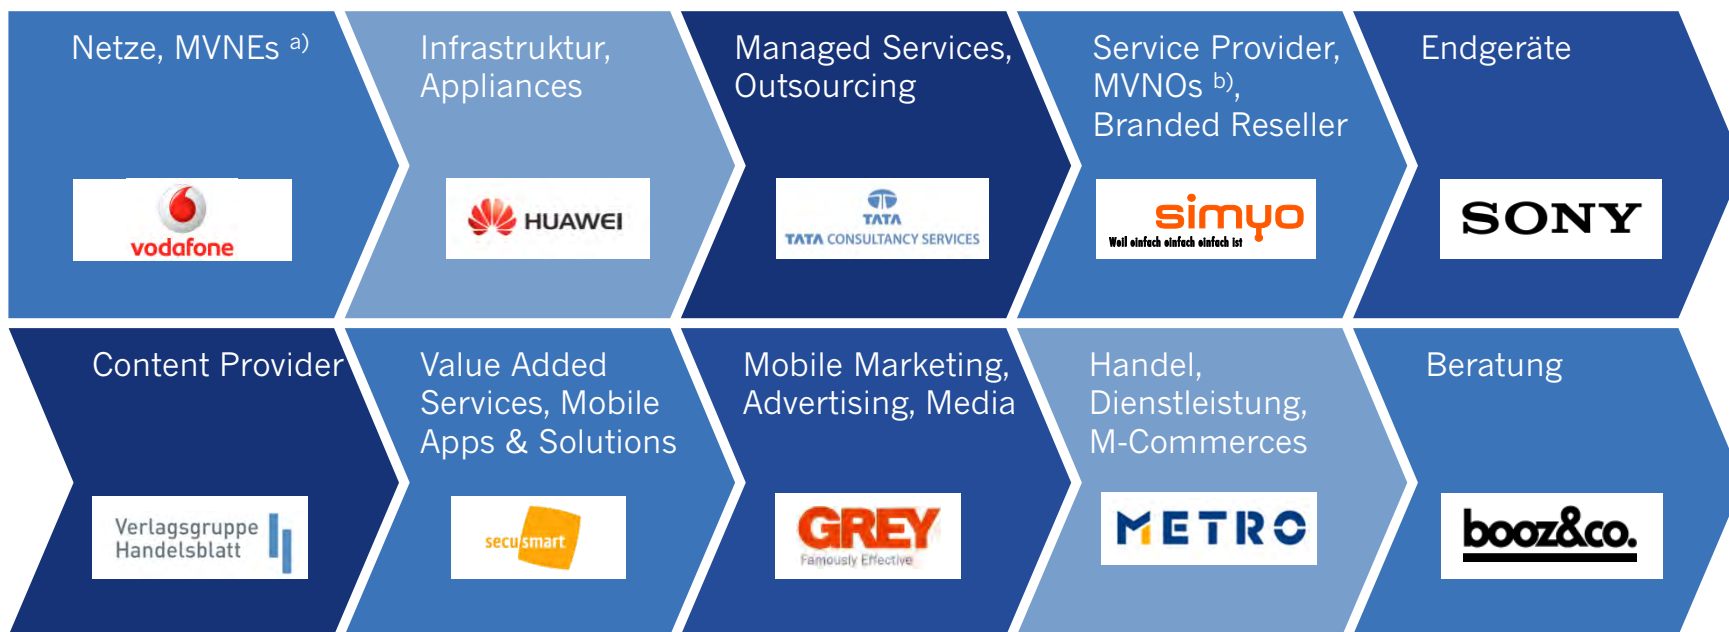 Netze, MVNEs a)
vodafone
Infrastruktur,
Appliances
HUAWEI
Managed Services,
Outsourcing
TATA
TATA CONSULTANCY SERVICES
Service Provider,
MVNOs b),
Branded Reseller
simyo
Weil einfach einfach einfach ist
Endgeräte
SONY
Content Provider
Verlagsgruppe
Handelsblatt
Value Added
Services, Mobile
Apps & Solutions
secusmart
Mobile Marketing,
Advertising, Media
GREY
Famously Effective
Handel,
Dienstleistung,
M-Commerces
METRO
Beratung
booz&co.